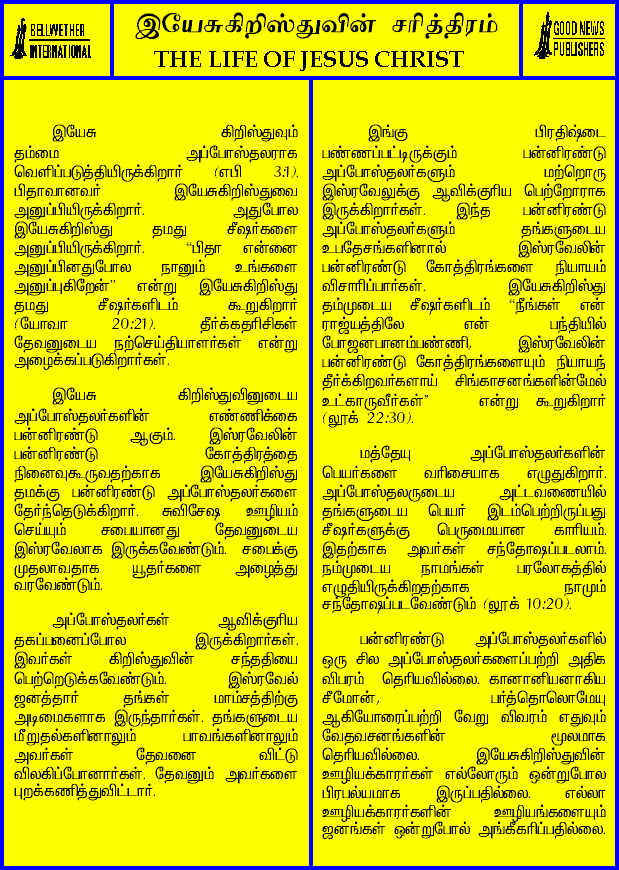 BELLWETHER
INTERNATIONAL
இயேசுகிறிஸ்துவின் சரித்திரம்
THE LIFE OF JESUS CHRIST
GOOD NEWS
PUBLISHERS
இயேசு கிறிஸ்துவும்
தம்மை அப்போஸ்தலராக
வெளிப்படுத்தியிருக்கிறார் (எபி 3:1).
பிதாவானவர் இயேசுகிறிஸ்துவை
அனுப்பியிருக்கிறார். அதுபோல
இயேசுகிறிஸ்து தமது சீஷர்களை
அனுப்பியிருக்கிறார். “பிதா என்னை
அனுப்பினதுபோல நானும் உங்களை
அனுப்புகிறேன்” என்று இயேசுகிறிஸ்து
தமது சீஷர்களிடம் கூறுகிறார்
(யோவா 20:21). தீர்க்கதரிசிகள்
தேவனுடைய நற்செய்தியாளர்கள் என்று
அழைக்கப்படுகிறார்கள்.
இயேசு கிறிஸ்துவினுடைய
அப்போஸ்தலர்களின் எண்ணிக்கை
பன்னிரண்டு ஆகும். இஸ்ரவேலின்
பன்னிரண்டு கோத்திரத்தை
நினைவுகூருவதற்காக இயேசுகிறிஸ்து
தமக்கு பன்னிரண்டு அப்போஸ்தலர்களை
தேர்ந்தெடுக்கிறார். சுவிசேஷ ஊழியம்
செய்யும் சபையானது தேவனுடைய
இஸ்ரவேலாக இருக்கவேண்டும். சபைக்கு
முதலாவதாக யூதர்களை அழைத்து
வரவேண்டும்.
அப்போஸ்தலர்கள் ஆவிக்குரிய
தகப்பனைப்போல இருக்கிறார்கள்.
இவர்கள் கிறிஸ்துவின் சந்ததியை
பெற்றெடுக்கவேண்டும். இஸ்ரவேல்
ஜனத்தார் தங்கள் மாம்சத்திற்கு
அடிமைகளாக இருந்தார்கள். தங்களுடைய
மீறுதல்களினாலும் பாவங்களினாலும்
அவர்கள் தேவனை விட்டு
விலகிப்போனார்கள். தேவனும் அவர்களை
புறக்கணித்துவிட்டார்.
இங்கு பிரதிஷ்டை
பண்ணப்பட்டிருக்கும் பன்னிரண்டு
அப்போஸ்தலர்களும் மற்றொரு
இஸ்ரவேலுக்கு ஆவிக்குரிய பெற்றோராக
இருக்கிறார்கள். இந்த பன்னிரண்டு
அப்போஸ்தலர்களும் தங்களுடைய
உபதேசங்களினால் இஸ்ரவேலின்
பன்னிரண்டு கோத்திரங்களை நியாயம்
விசாரிப்பார்கள். இயேசுகிறிஸ்து
தம்முடைய சீஷர்களிடம் “நீங்கள் என்
ராஜ்யத்திலே என் பந்தியில்
போஜனபானம்பண்ணி, இஸ்ரவேலின்
பன்னிரண்டு கோத்திரங்களையும் நியாயந்
தீர்க்கிறவர்களாய் சிங்காசனங்களின்மேல்
உட்காருவீர்கள்” என்று கூறுகிறார்
(லூக் 22:30).
மத்தேயு அப்போஸ்தலர்களின்
பெயர்களை வரிசையாக எழுதுகிறார்.
அப்போஸ்தலருடைய அட்டவணையில்
தங்களுடைய பெயர் இடம்பெற்றிருப்பது
சீஷர்களுக்கு பெருமையான காரியம்.
இதற்காக அவர்கள் சந்தோஷப்படலாம்.
நம்முடைய நாமங்கள் பரலோகத்தில்
எழுதியிருக்கிறதற்காக நாமும்
சந்தோஷப்படவேண்டும் (லூக் 10:20).
பன்னிரண்டு அப்போஸ்தலர்களில்
ஒரு சில அப்போஸ்தலர்களைப்பற்றி அதிக
விபரம் தெரியவில்லை. கானானியனாகிய
சீமோன், பர்த்தொலொமேயு
ஆகியோரைப்பற்றி வேறு விவரம் எதுவும்
வேதவசனங்களின் மூலமாக
தெரியவில்லை. இயேசுகிறிஸ்துவின்
ஊழியக்காரர்கள் எல்லோரும் ஒன்றுபோல
பிரபல்யமாக இருப்பதில்லை. எல்லா
ஊழியக்காரர்களின் ஊழியங்களையும்
ஜனங்கள் ஒன்றுபோல் அங்கீகரிப்பதில்லை.